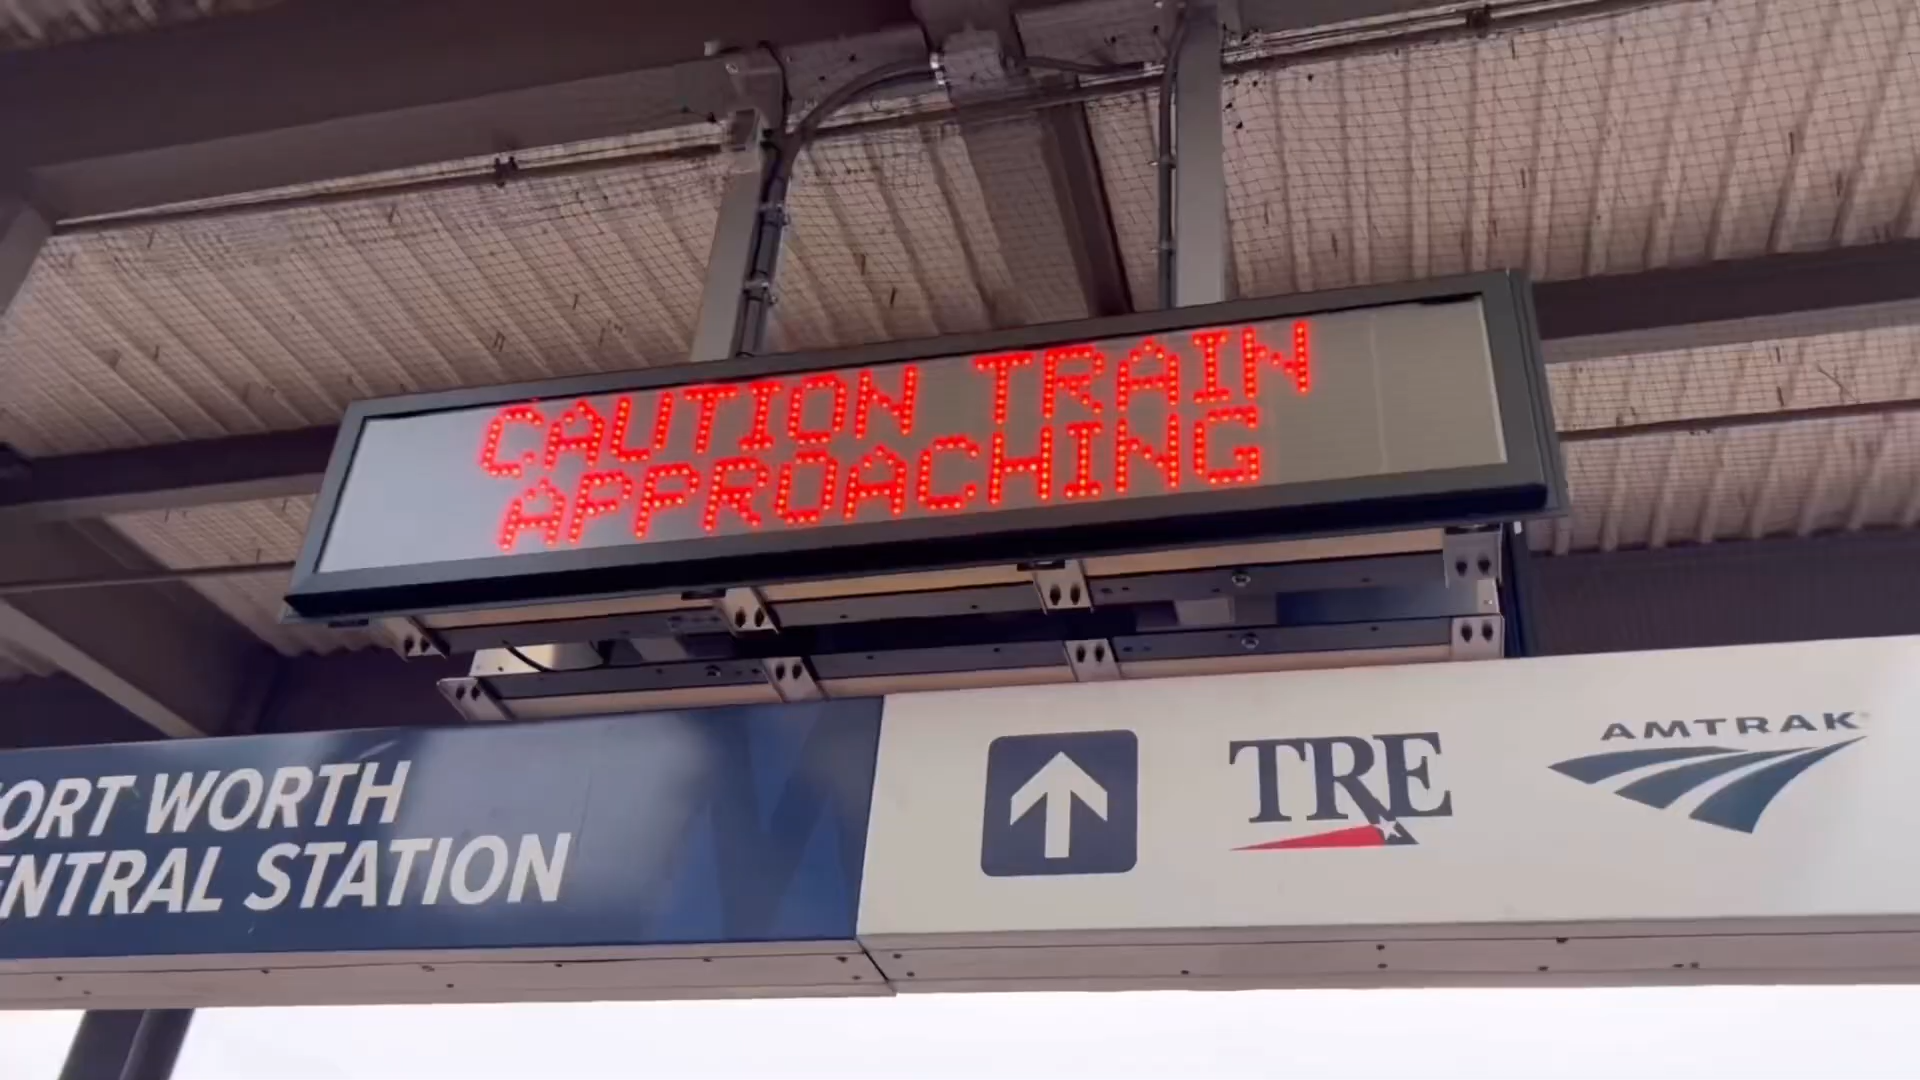 CAUTION TRAIN
APPROACHING
ORT WORTH
ENTRAL STATION
TRE
AMTRAK